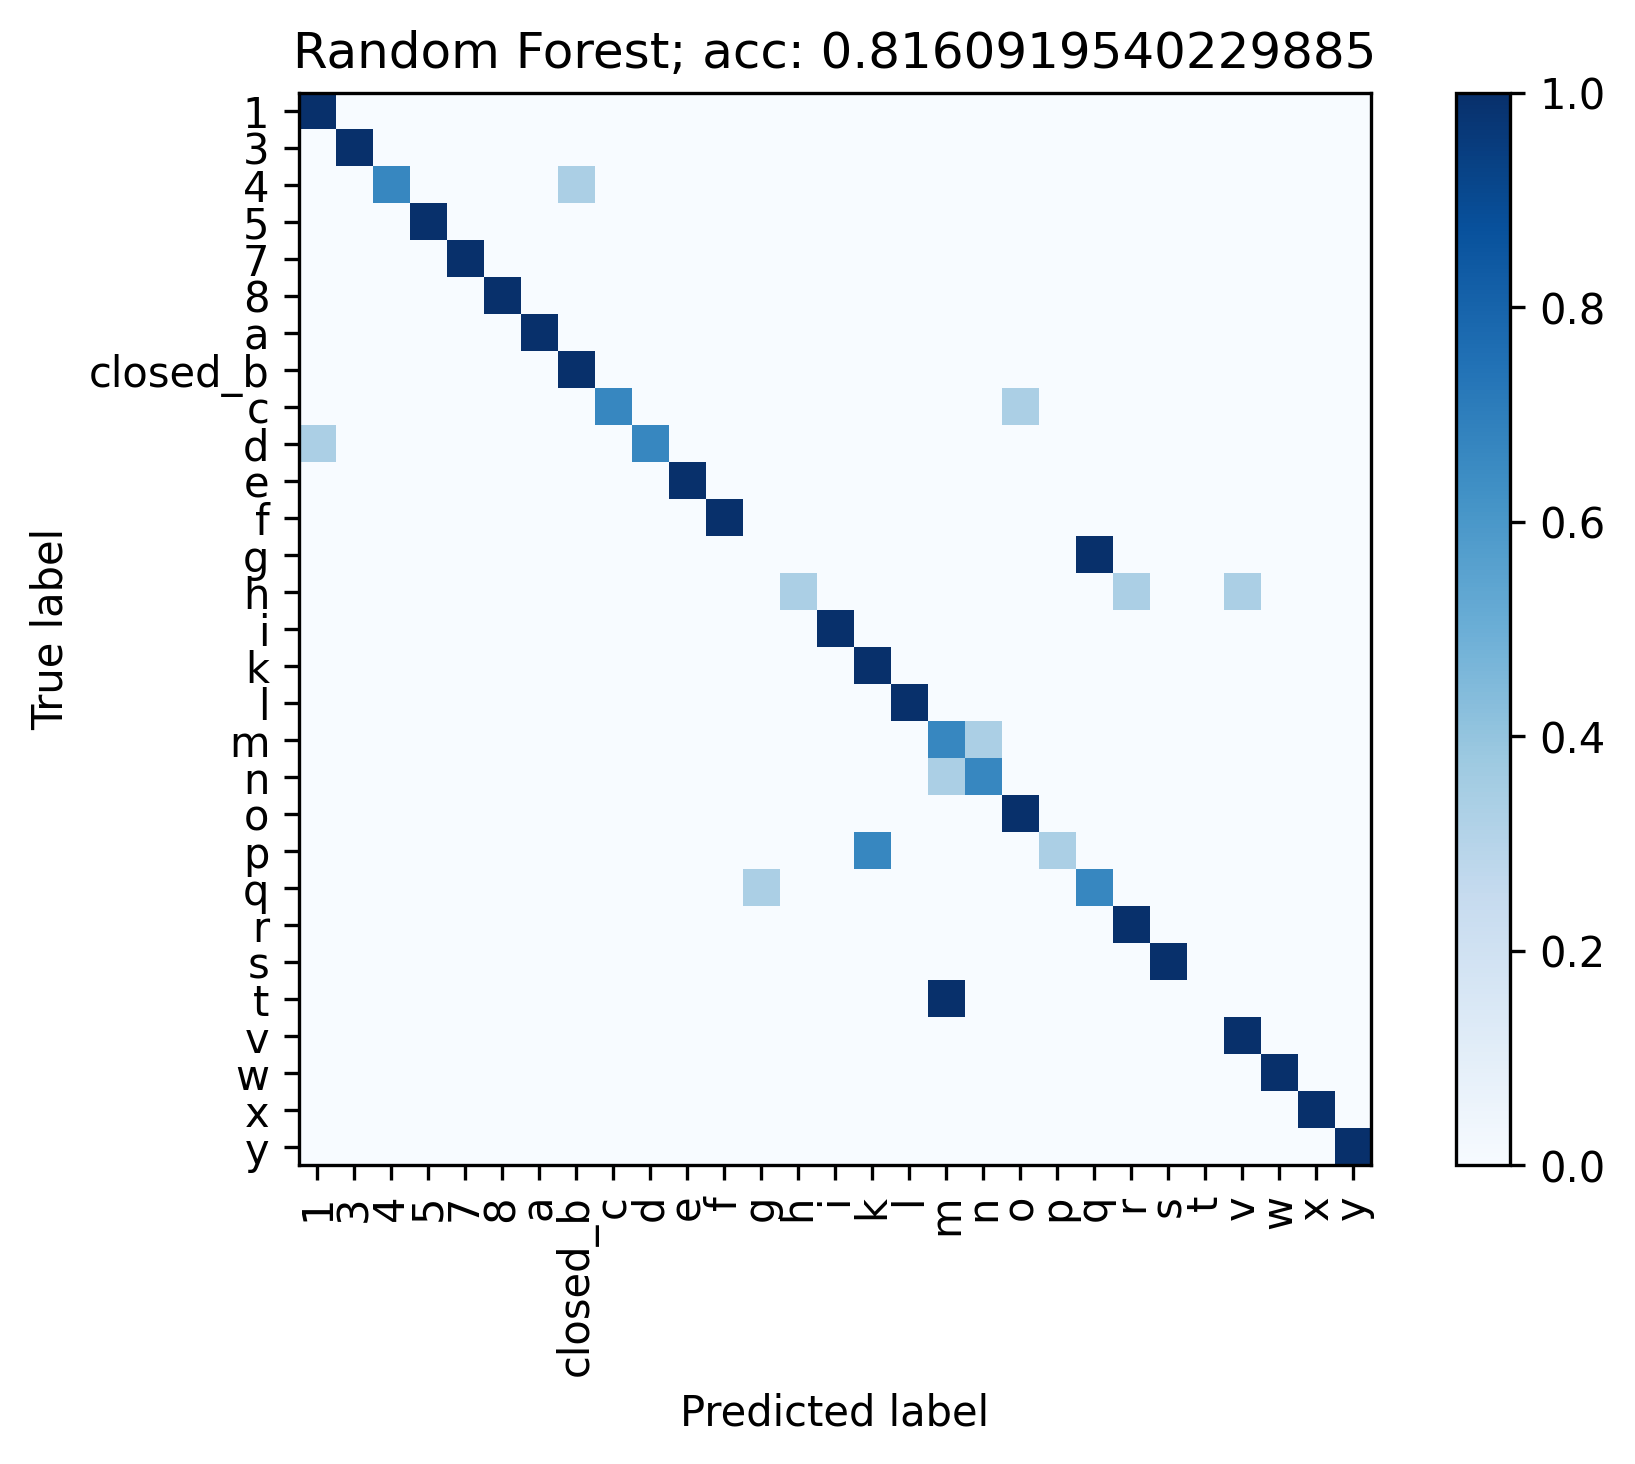 Random Forest; acc: 0.8160919540229885
True label
1
3
4
5
7
8
a
closed_b
c
d
e
f
g
h
i
k
l
m
n
o
p
q
r
s
t
v
w
x
y
1 3 4 5 7 8 a closed_b c d e f g h i k l m n o p q r s t v w x y
Predicted label
1.0
0.8
0.6
0.4
0.2
0.0